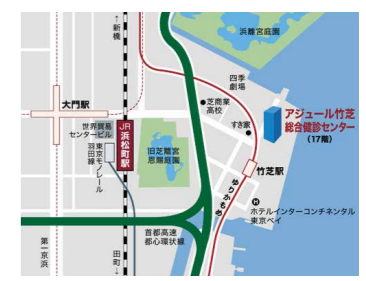 ↑
新橋
浜離宮庭園
四季
劇場
●芝商業
高校
アジュール竹芝
総合健診センター
(17階)
大門駅
世界貿易
センタービル
東京モノレール
羽田線
JR
浜松町駅
すき家
●
旧芝離宮
恩賜庭園
竹芝駅
ゆりかもめ
H
ホテルインターコンチネンタル
東京ベイ
首都高速
都心環状線
第一京浜
田町
↓